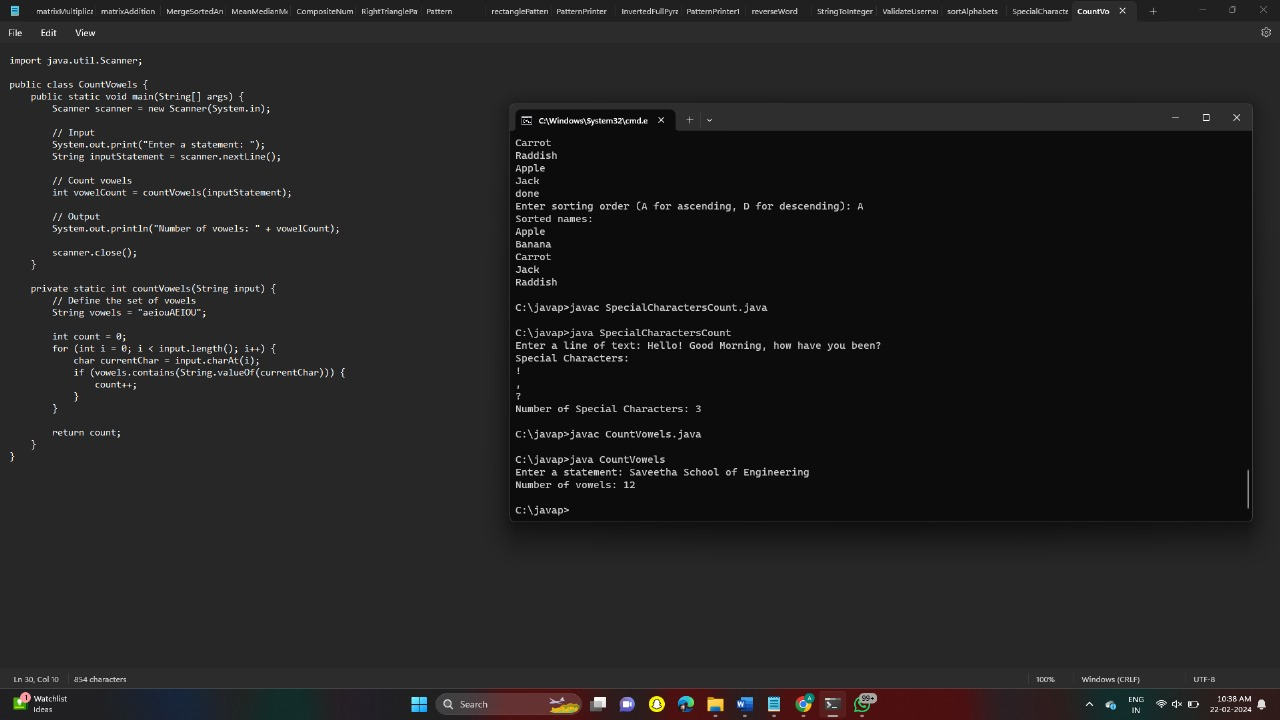 matrixMultiplica matrixAddition MergeSortedArr MeanMedianMo CompositeNum RightTrianglePa Pattern rectanglePattern PatternPrinter InvertedFullPyra PatternPrinter1 reverseWord StringToInteger ValidateUsernar sortAlphabets SpecialCharacte CountVo
File Edit View
import java.util.Scanner;
public class CountVowels {
public static void main(String[] args) {
Scanner scanner = new Scanner(System.in);
// Input
System.out.print("Enter a statement: ");
String inputStatement = scanner.nextLine();
// Count vowels
int vowelCount = countVowels(inputStatement);
// Output
System.out.println("Number of vowels: " + vowelCount);
scanner.close();
}
private static int countVowels(String input) {
// Define the set of vowels
String vowels = "aeiouAEIOU";
int count = 0;
for (int i = 0; i < input.length(); i++) {
char currentChar = input.charAt(i);
if (vowels.contains(String.valueOf(currentChar))) {
count++;
}
}
return count;
}
}
C:\Windows\System32\cmd.e
Carrot
Raddish
Apple
Jack
done
Enter sorting order (A for ascending, D for descending): A
Sorted names:
Apple
Banana
Carrot
Jack
Raddish
C:\javap>javac SpecialCharactersCount.java
C:\javap>java SpecialCharactersCount
Enter a line of text: Hello! Good Morning, how have you been?
Special Characters:
!
,
?
Number of Special Characters: 3
C:\javap>javac CountVowels.java
C:\javap>java CountVowels
Enter a statement: Saveetha School of Engineering
Number of vowels: 12
C:\javap>
Ln 30, Col 10 854 characters 100% Windows (CRLF) UTF-8
1
Watchlist
Ideas
Search
99+
ENG
IN
10:38 AM
22-02-2024